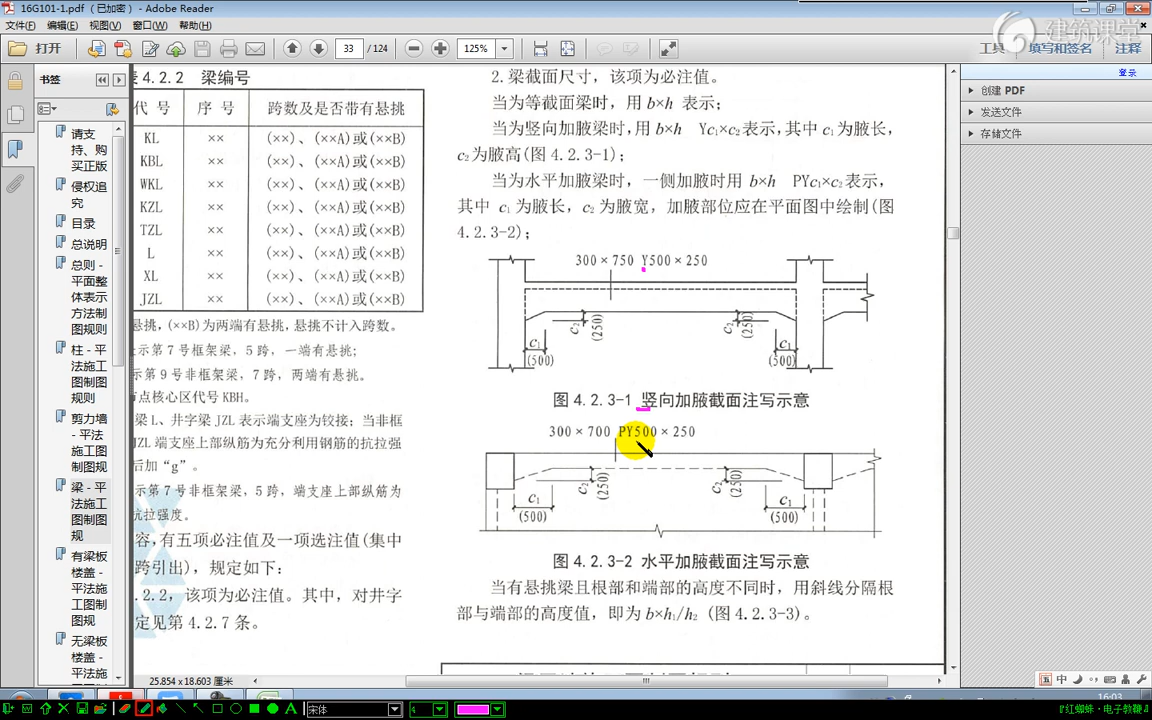 16G101-1.pdf (已加密) - Adobe Reader
文件(F) 编辑(E) 视图(V) 窗口(W) 帮助(H)
建筑课堂
打开
33 / 124
125%
工具
填写和签名
注释
登录
书签
请支持、购买正版
侵权追究
目录
总说明
总则 - 平面整体表示方法制图规则
柱 - 平法施工图制图规则
剪力墙 - 平法施工图制图规则
梁 - 平法施工图制图规
有梁板楼盖 - 平法施工图制图规
无梁板楼盖 - 平法施
表 4.2.2 梁编号
代 号 序 号 跨数及是否带有悬挑
KL ×× (××)、(××A)或(××B)
KBL ×× (××)、(××A)或(××B)
WKL ×× (××)、(××A)或(××B)
KZL ×× (××)、(××A)或(××B)
TZL ×× (××)、(××A)或(××B)
L ×× (××)、(××A)或(××B)
XL ×× (××)、(××A)或(××B)
JZL ×× (××)、(××A)或(××B)
悬挑,(××B)为两端有悬挑,悬挑不计入跨数。
示第7号框架梁,5跨,一端有悬挑;
示第9号非框架梁,7跨,两端有悬挑。
节点核心区代号KBH。
梁L、井字梁JZL表示端支座为铰接;当非框
JZL端支座上部纵筋为充分利用钢筋的抗拉强
后加“g”。
示第7号非框架梁,5跨,端支座上部纵筋为
抗拉强度。
容,有五项必注值及一项选注值(集中
跨引出),规定如下:
.2.2,该项为必注值。其中,对井字
定见第4.2.7条。
2.梁截面尺寸,该项为必注值。
当为等截面梁时,用 b×h 表示;
当为竖向加腋梁时,用 b×h Yc₁×c₂表示,其中 c₁为腋长,
c₂为腋高(图4.2.3-1);
当为水平加腋梁时,一侧加腋时用 b×h PYc₁×c₂表示,
其中 c₁为腋长,c₂为腋宽,加腋部位应在平面图中绘制(图
4.2.3-2);
300×750 Y500×250
c₂
(250)
c₂
(250)
c₁
(500)
c₁
(500)
图4.2.3-1 竖向加腋截面注写示意
300×700 PY500×250
c₂
(250)
c₂
(250)
c₁
(500)
c₁
(500)
图4.2.3-2 水平加腋截面注写示意
当有悬挑梁且根部和端部的高度不同时,用斜线分隔根
部与端部的高度值,即为 b×h₁/h₂ (图4.2.3-3)。
创建 PDF
发送文件
存储文件
25.854 x 18.603 厘米
五 中
16:03
宋体
4
『红蜘蛛·电子教鞭』